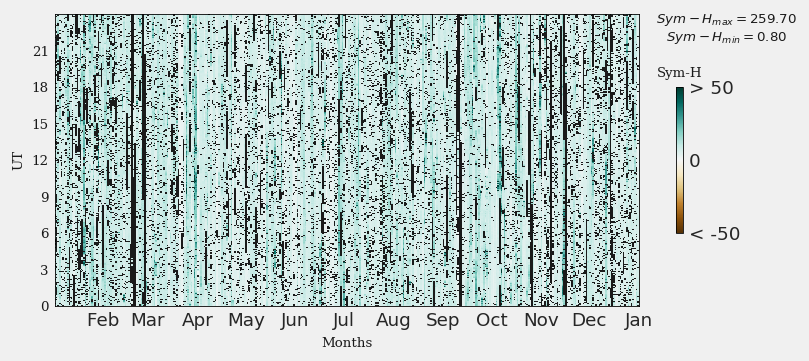 Sym − H_max = 259.70
Sym − H_min = 0.80
Sym-H
> 50
0
< -50
UT
21
18
15
12
9
6
3
0
Feb Mar Apr May Jun Jul Aug Sep Oct Nov Dec Jan
Months